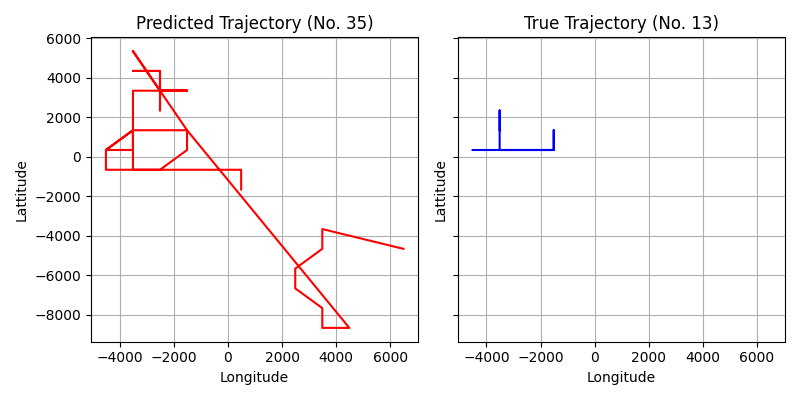 Predicted Trajectory (No. 35)
True Trajectory (No. 13)
6000
4000
2000
0
−2000
−4000
−6000
−8000
Lattitude
Lattitude
−4000 −2000 0 2000 4000 6000
−4000 −2000 0 2000 4000 6000
Longitude
Longitude